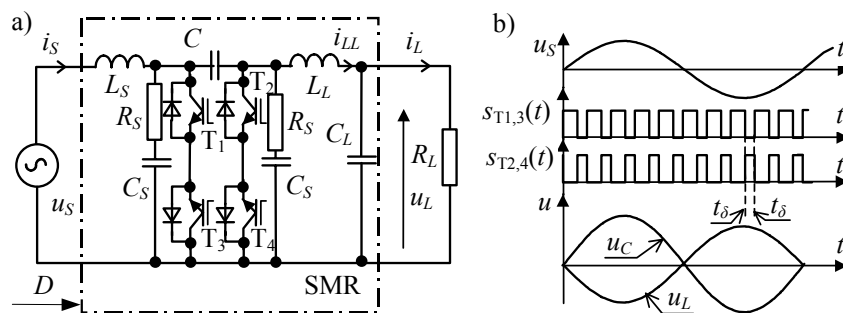 a)
i_S
C
i_LL
i_L
L_S
T_2
L_L
R_S
T_1
R_S
C_L
R_L
C_S
C_S
u_S
u_L
T_3
T_4
D
SMR
b)
u_S
t
s_T1,3(t)
t
s_T2,4(t)
t
u
t_δ
t_δ
u_C
t
u_L